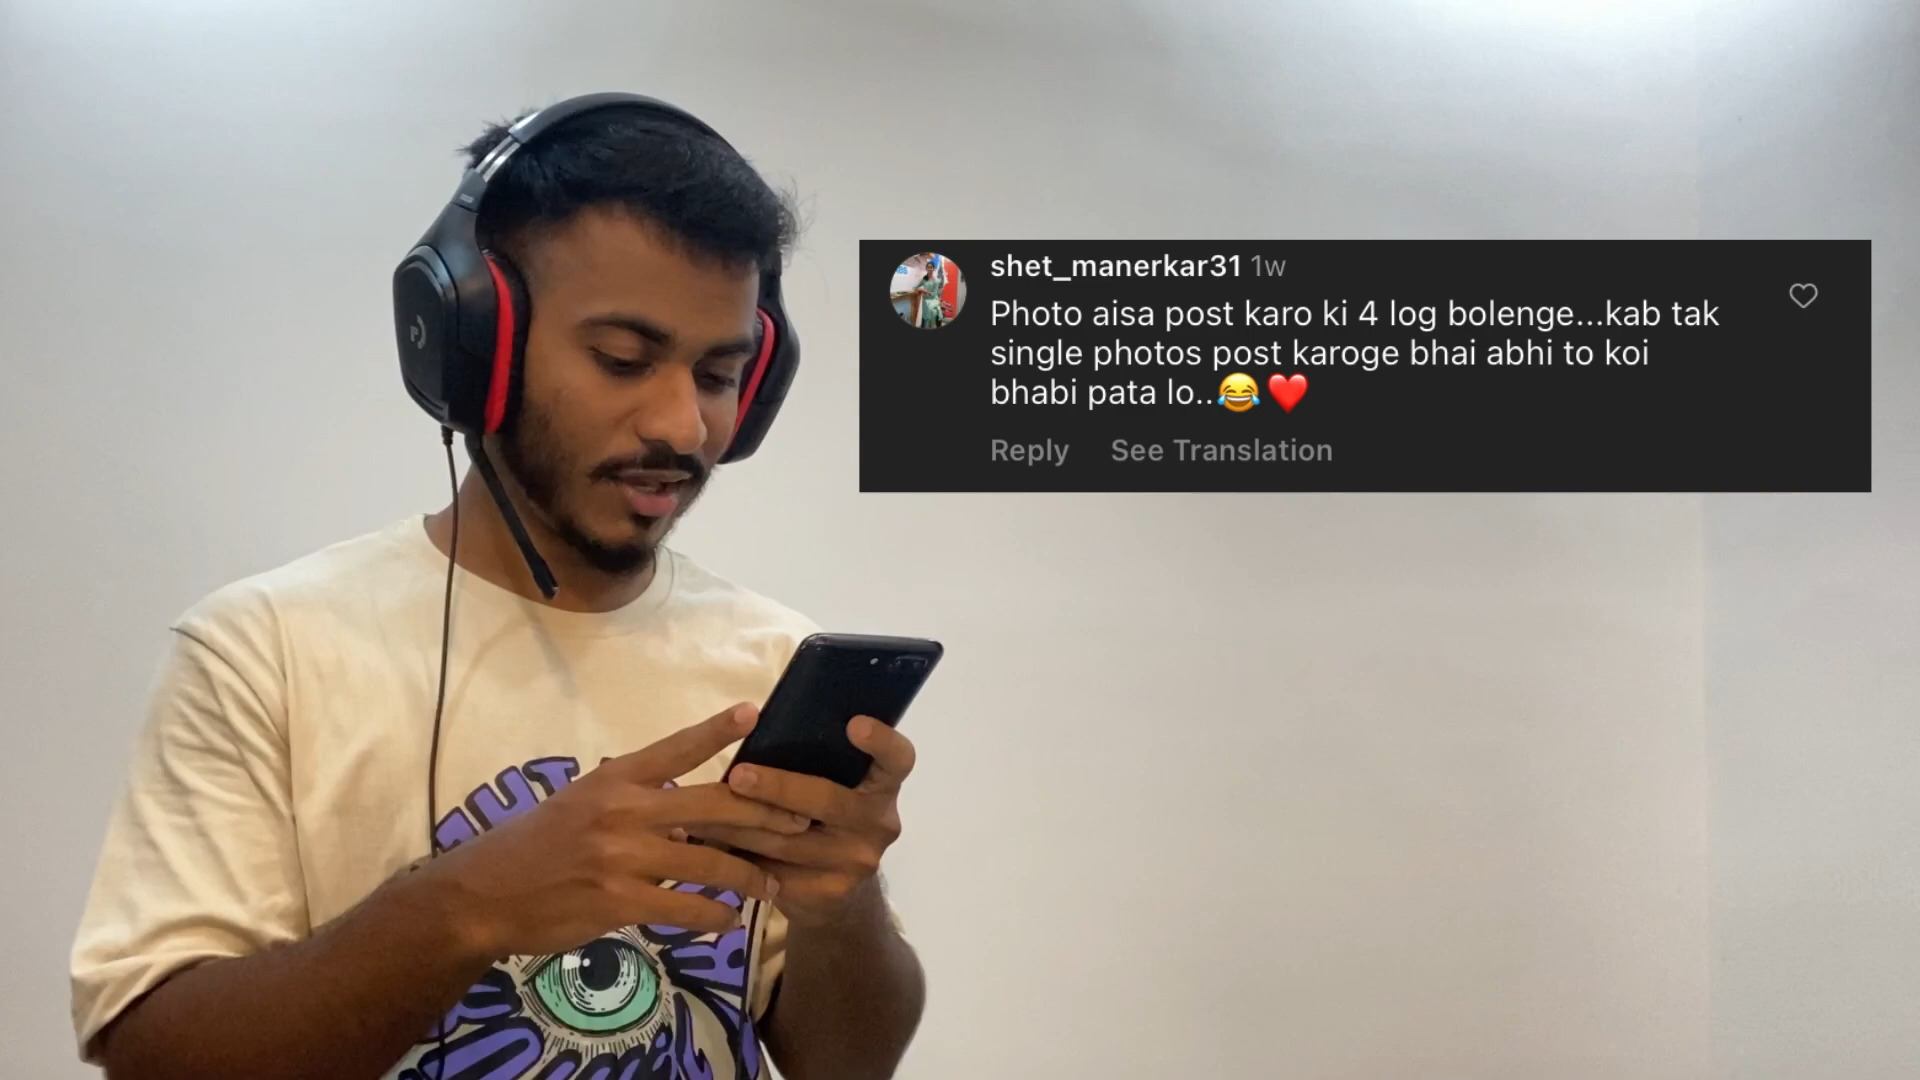 shet_manerkar31 1w
Photo aisa post karo ki 4 log bolenge...kab tak
single photos post karoge bhai abhi to koi
bhabi pata lo..😂❤️
Reply See Translation